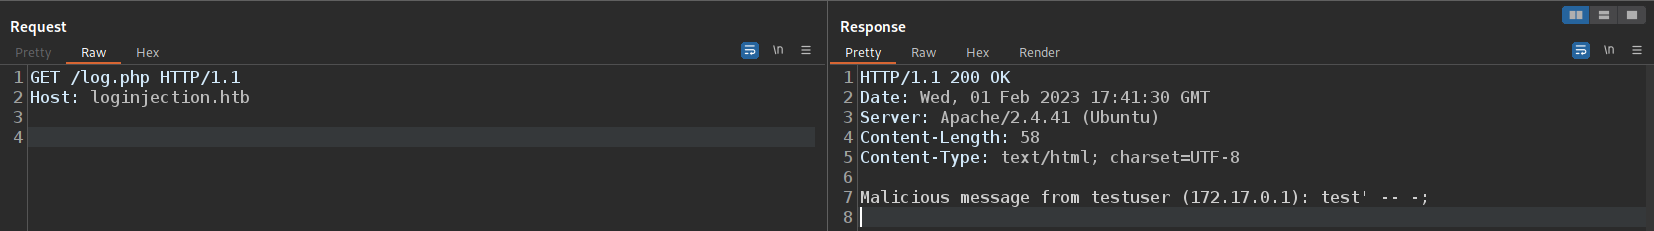 Request
Pretty Raw Hex \n
1 GET /log.php HTTP/1.1
2 Host: loginjection.htb
3
4
Response
Pretty Raw Hex Render \n
1 HTTP/1.1 200 OK
2 Date: Wed, 01 Feb 2023 17:41:30 GMT
3 Server: Apache/2.4.41 (Ubuntu)
4 Content-Length: 58
5 Content-Type: text/html; charset=UTF-8
6
7 Malicious message from testuser (172.17.0.1): test' -- -;
8